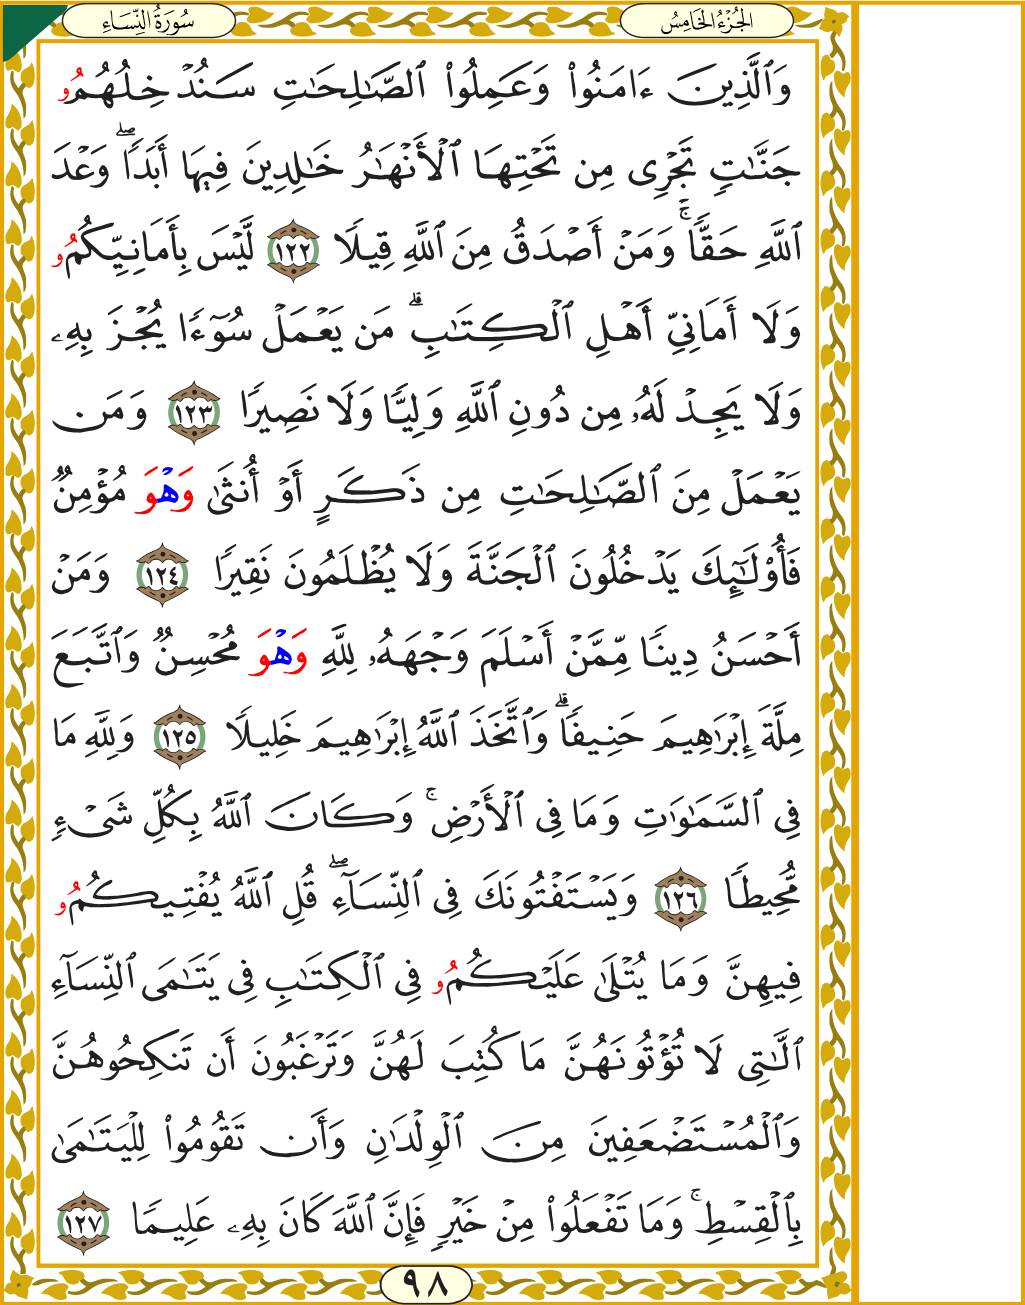 سُورَةُ النِّسَاءِ
الجُزْءُ الخَامِسُ
وَٱلَّذِينَ ءَامَنُوا۟ وَعَمِلُوا۟ ٱلصَّـٰلِحَـٰتِ سَنُدْخِلُهُمُۥ
جَنَّـٰتٍ تَجْرِى مِن تَحْتِهَا ٱلْأَنْهَـٰرُ خَـٰلِدِينَ فِيهَا أَبَدًا ۖ وَعْدَ
ٱللَّهِ حَقًّا ۚ وَمَنْ أَصْدَقُ مِنَ ٱللَّهِ قِيلًا ١٢٢ لَّيْسَ بِأَمَانِيِّكُمُۥ
وَلَا أَمَانِىِّ أَهْلِ ٱلْكِتَـٰبِ ۗ مَن يَعْمَلْ سُوٓءًا يُجْزَ بِهِۦ
وَلَا يَجِدْ لَهُۥ مِن دُونِ ٱللَّهِ وَلِيًّا وَلَا نَصِيرًا ١٢٣ وَمَن
يَعْمَلْ مِنَ ٱلصَّـٰلِحَـٰتِ مِن ذَكَرٍ أَوْ أُنثَىٰ وَهْوَ مُؤْمِنٌ
فَأُو۟لَـٰٓئِكَ يَدْخُلُونَ ٱلْجَنَّةَ وَلَا يُظْلَمُونَ نَقِيرًا ١٢٤ وَمَنْ
أَحْسَنُ دِينًا مِّمَّنْ أَسْلَمَ وَجْهَهُۥ لِلَّهِ وَهْوَ مُحْسِنٌ وَٱتَّبَعَ
مِلَّةَ إِبْرَٰهِيمَ حَنِيفًا ۗ وَٱتَّخَذَ ٱللَّهُ إِبْرَٰهِيمَ خَلِيلًا ١٢٥ وَلِلَّهِ مَا
فِى ٱلسَّمَـٰوَٰتِ وَمَا فِى ٱلْأَرْضِ ۚ وَكَانَ ٱللَّهُ بِكُلِّ شَىْءٍ
مُّحِيطًا ١٢٦ وَيَسْتَفْتُونَكَ فِى ٱلنِّسَآءِ ۖ قُلِ ٱللَّهُ يُفْتِيكُمُۥ
فِيهِنَّ وَمَا يُتْلَىٰ عَلَيْكُمُۥ فِى ٱلْكِتَـٰبِ فِى يَتَـٰمَى ٱلنِّسَآءِ
ٱلَّـٰتِى لَا تُؤْتُونَهُنَّ مَا كُتِبَ لَهُنَّ وَتَرْغَبُونَ أَن تَنكِحُوهُنَّ
وَٱلْمُسْتَضْعَفِينَ مِنَ ٱلْوِلْدَٰنِ وَأَن تَقُومُوا۟ لِلْيَتَـٰمَىٰ
بِٱلْقِسْطِ ۚ وَمَا تَفْعَلُوا۟ مِنْ خَيْرٍ فَإِنَّ ٱللَّهَ كَانَ بِهِۦ عَلِيمًا ١٢٧
٩٨